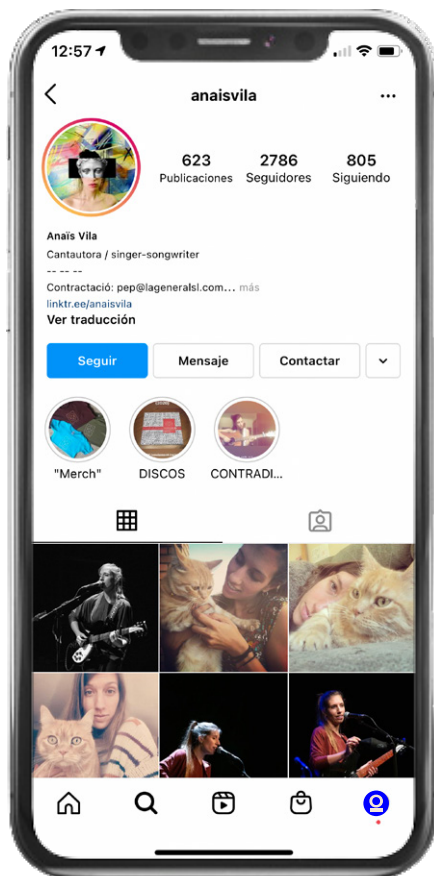 12:57
anaisvila
623 2786 805
Publicaciones Seguidores Siguiendo
Anaïs Vila
Cantautora / singer-songwriter
-- -- --
Contractació: pep@lageneralsl.com... más
linktr.ee/anaisvila
Ver traducción
Seguir Mensaje Contactar
"Merch" DISCOS CONTRADI...